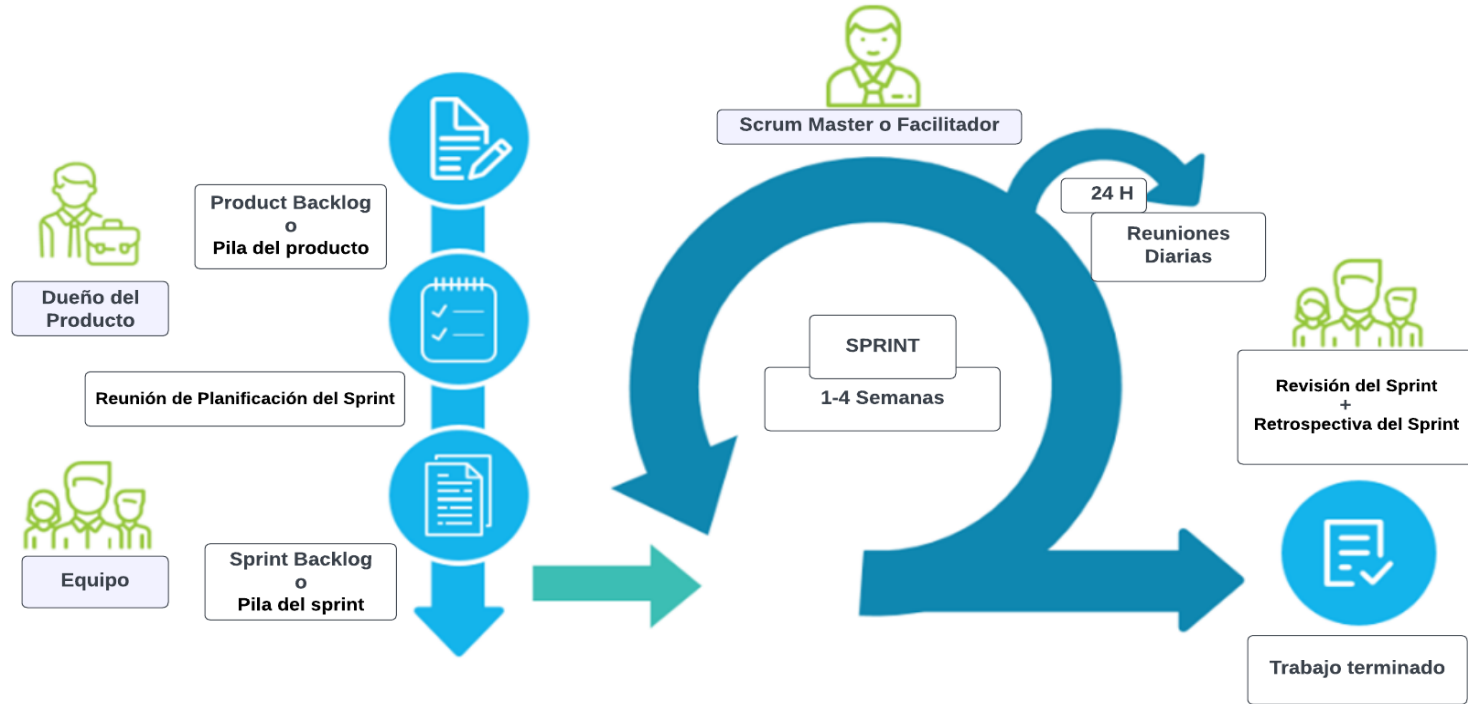 Scrum Master o Facilitador
Product Backlog
o
Pila del producto
24 H
Reuniones
Diarias
Dueño del
Producto
SPRINT
1-4 Semanas
Reunión de Planificación del Sprint
Revisión del Sprint
+
Retrospectiva del Sprint
Equipo
Sprint Backlog
o
Pila del sprint
Trabajo terminado